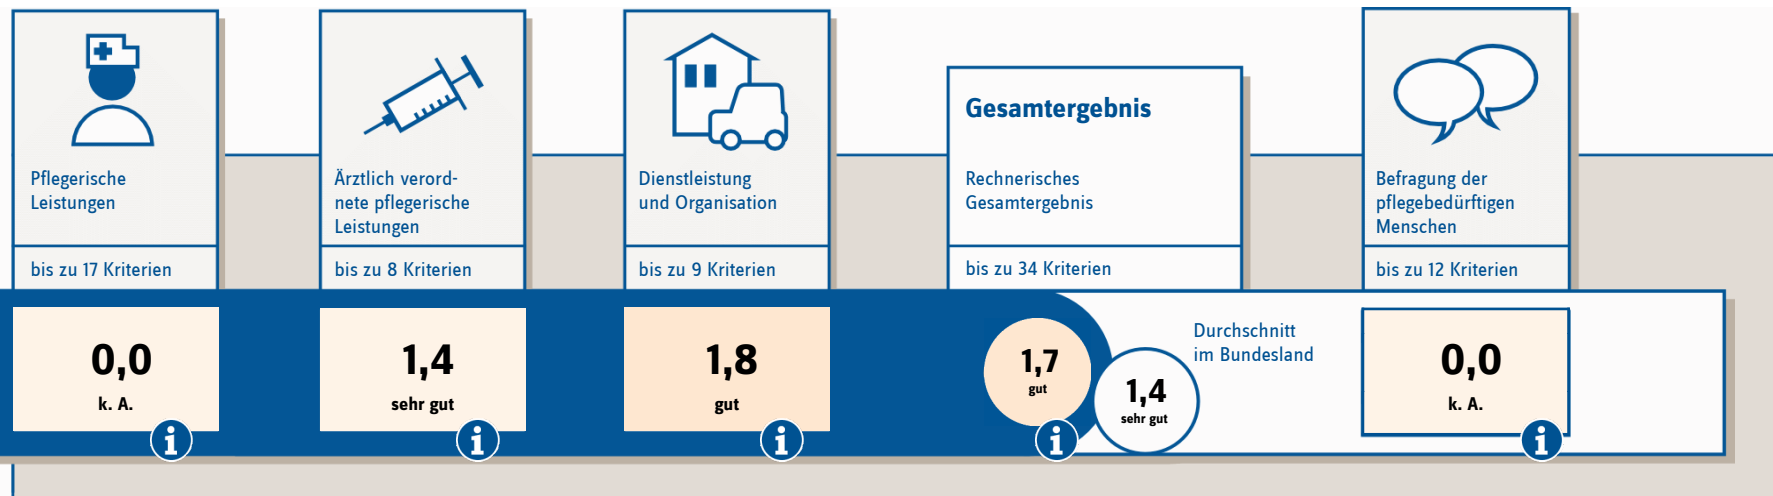 Pflegerische
Leistungen
bis zu 17 Kriterien
0,0
k. A.
i
Ärztlich verord-
nete pflegerische
Leistungen
bis zu 8 Kriterien
1,4
sehr gut
i
Dienstleistung
und Organisation
bis zu 9 Kriterien
1,8
gut
i
Gesamtergebnis
Rechnerisches
Gesamtergebnis
bis zu 34 Kriterien
1,7
gut
i
Durchschnitt
im Bundesland
1,4
sehr gut
Befragung der
pflegebedürftigen
Menschen
bis zu 12 Kriterien
0,0
k. A.
i